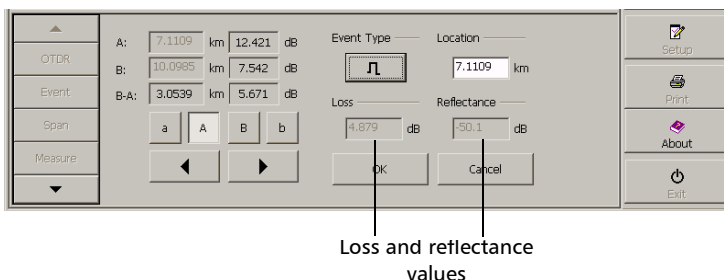 OTDR
Event
Span
Measure
A: 7.1109 km 12.421 dB
B: 10.0985 km 7.542 dB
B-A: 3.0539 km 5.671 dB
a A B b
Event Type
Location
7.1109 km
Loss
4.879 dB
Reflectance
-50.1 dB
OK
Cancel
Setup
Print
About
Exit
Loss and reflectance
values